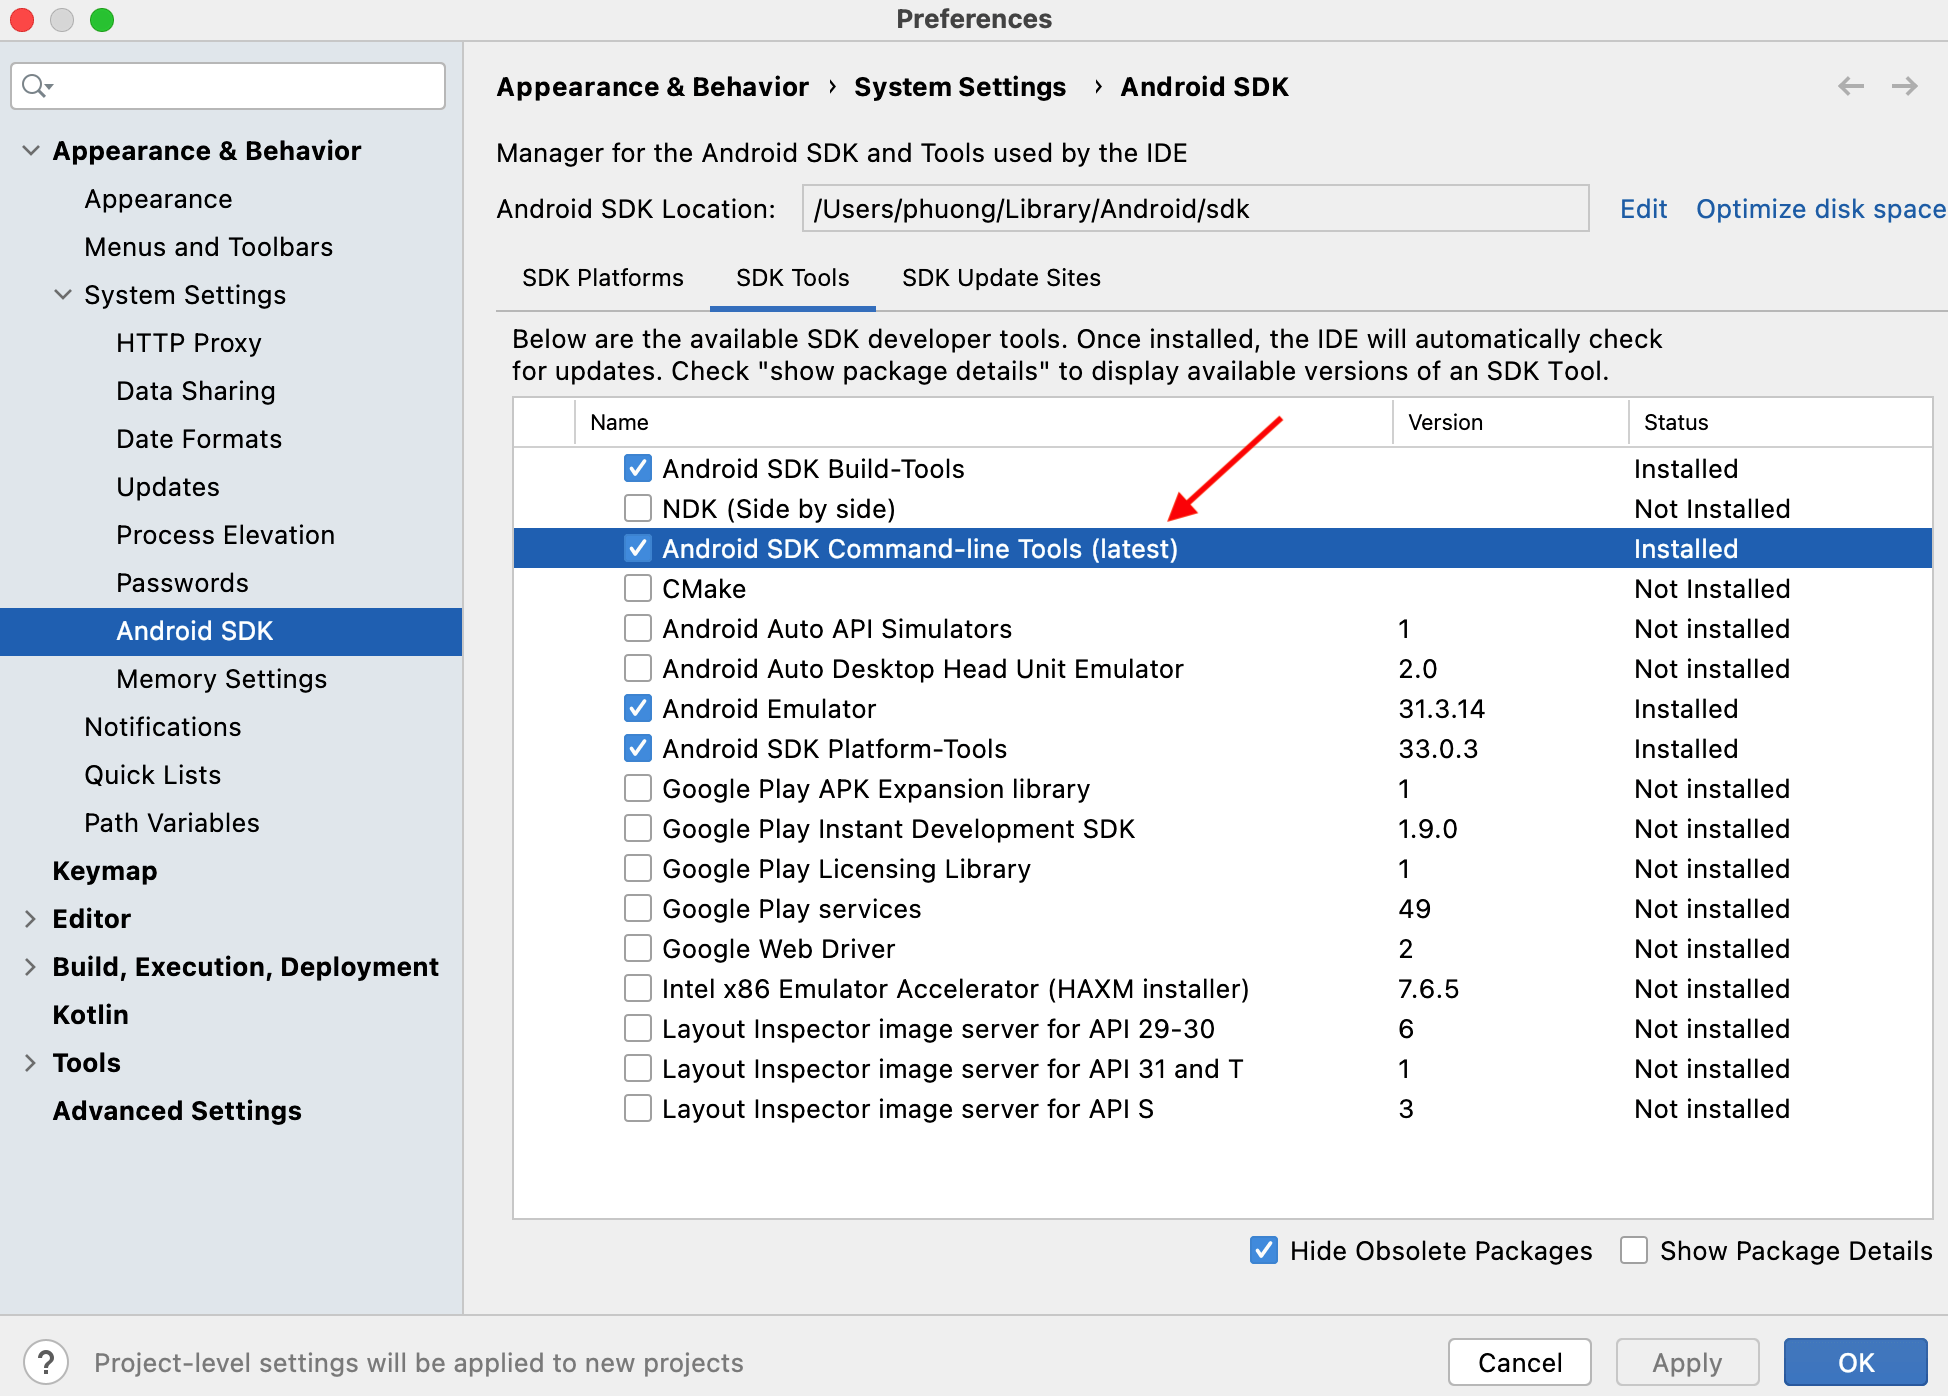 Preferences
Appearance & Behavior
Appearance
Menus and Toolbars
System Settings
HTTP Proxy
Data Sharing
Date Formats
Updates
Process Elevation
Passwords
Android SDK
Memory Settings
Notifications
Quick Lists
Path Variables
Keymap
Editor
Build, Execution, Deployment
Kotlin
Tools
Advanced Settings
Appearance & Behavior › System Settings › Android SDK
Manager for the Android SDK and Tools used by the IDE
Android SDK Location: /Users/phuong/Library/Android/sdk Edit Optimize disk space
SDK Platforms SDK Tools SDK Update Sites
Below are the available SDK developer tools. Once installed, the IDE will automatically check
for updates. Check "show package details" to display available versions of an SDK Tool.
Name Version Status
Android SDK Build-Tools Installed
NDK (Side by side) Not Installed
Android SDK Command-line Tools (latest) Installed
CMake Not Installed
Android Auto API Simulators 1 Not installed
Android Auto Desktop Head Unit Emulator 2.0 Not installed
Android Emulator 31.3.14 Installed
Android SDK Platform-Tools 33.0.3 Installed
Google Play APK Expansion library 1 Not installed
Google Play Instant Development SDK 1.9.0 Not installed
Google Play Licensing Library 1 Not installed
Google Play services 49 Not installed
Google Web Driver 2 Not installed
Intel x86 Emulator Accelerator (HAXM installer) 7.6.5 Not installed
Layout Inspector image server for API 29-30 6 Not installed
Layout Inspector image server for API 31 and T 1 Not installed
Layout Inspector image server for API S 3 Not installed
Hide Obsolete Packages Show Package Details
? Project-level settings will be applied to new projects
Cancel Apply OK